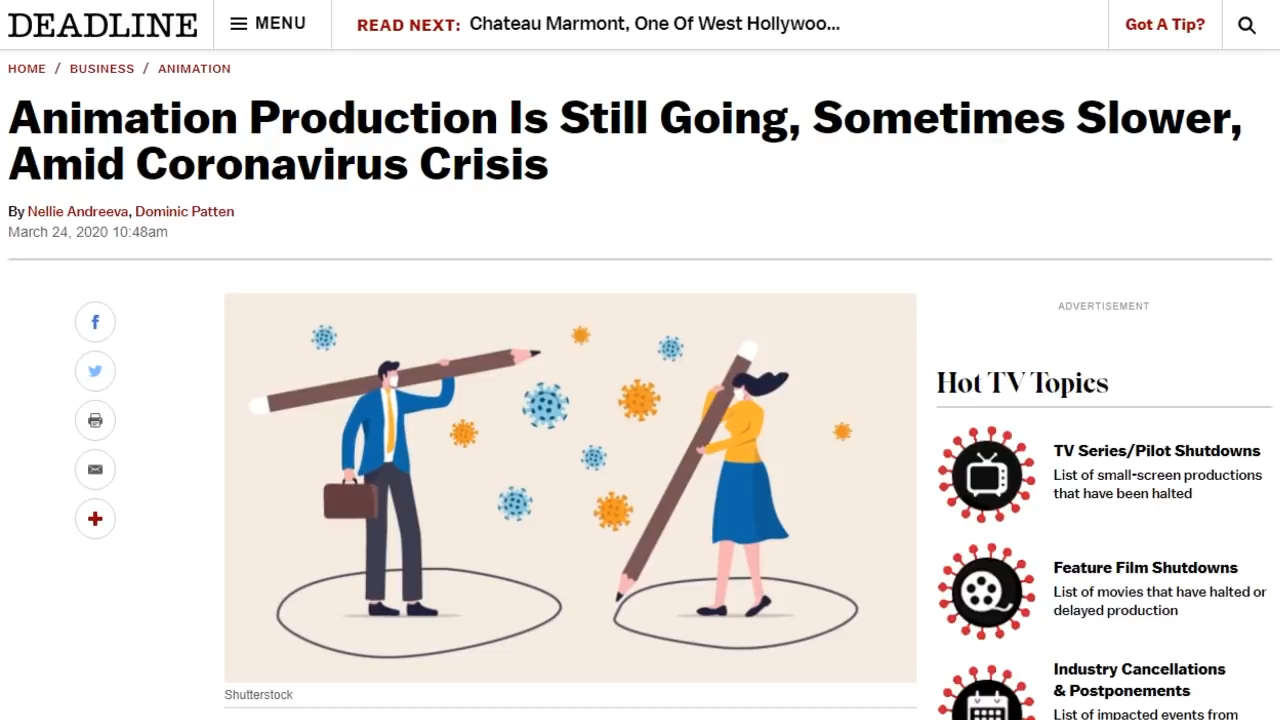 DEADLINE
MENU
READ NEXT: Chateau Marmont, One Of West Hollywoo...
Got A Tip?
HOME / BUSINESS / ANIMATION
Animation Production Is Still Going, Sometimes Slower,
Amid Coronavirus Crisis
By Nellie Andreeva, Dominic Patten
March 24, 2020 10:48am
Shutterstock
ADVERTISEMENT
Hot TV Topics
TV Series/Pilot Shutdowns
List of small-screen productions
that have been halted
Feature Film Shutdowns
List of movies that have halted or
delayed production
Industry Cancellations
& Postponements
List of impacted events from